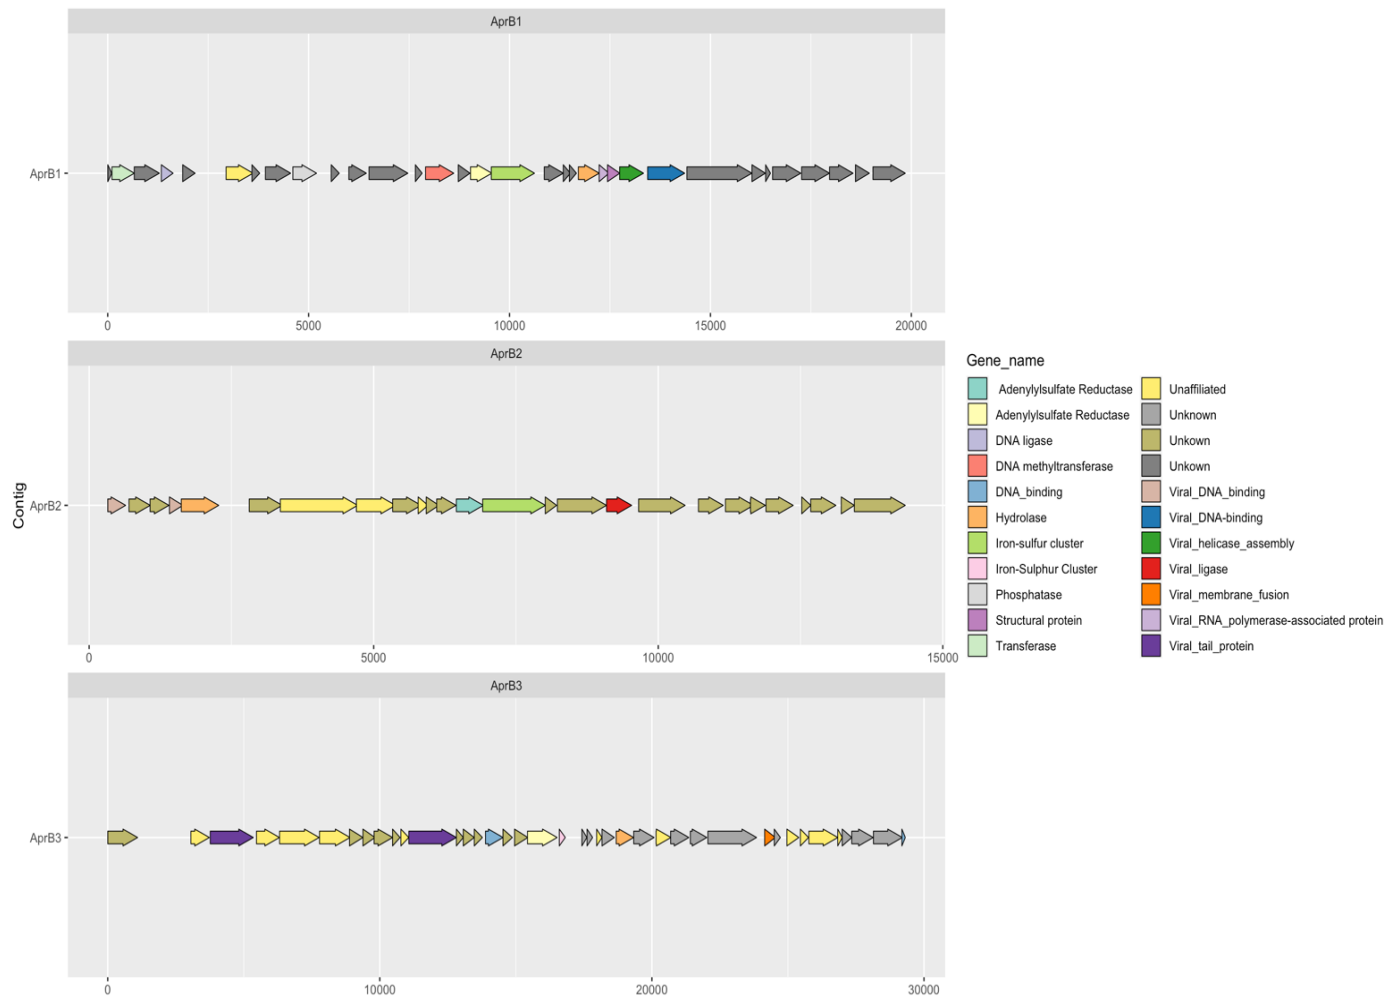 AprB1
AprB1
0 5000 10000 15000 20000
AprB2
AprB2
0 5000 10000 15000
AprB3
AprB3
0 10000 20000 30000
Contig
Gene_name
Adenylylsulfate Reductase
Adenylylsulfate Reductase
DNA ligase
DNA methyltransferase
DNA_binding
Hydrolase
Iron-sulfur cluster
Iron-Sulphur Cluster
Phosphatase
Structural protein
Transferase
Unaffiliated
Unknown
Unkown
Unkown
Viral_DNA_binding
Viral_DNA-binding
Viral_helicase_assembly
Viral_ligase
Viral_membrane_fusion
Viral_RNA_polymerase-associated protein
Viral_tail_protein